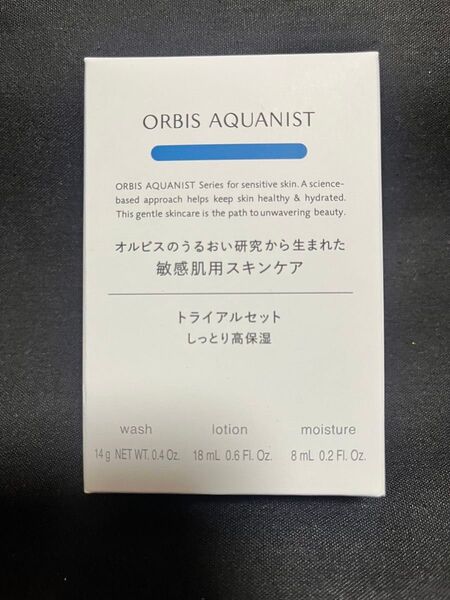 ORBIS AQUANIST
ORBIS AQUANIST Series for sensitive skin. A science-
based approach helps keep skin healthy & hydrated.
This gentle skincare is the path to unwavering beauty.
オルビスのうるおい研究から生まれた
敏感肌用スキンケア
トライアルセット
しっとり高保湿
wash lotion moisture
14g NET WT. 0.4 Oz. 18 mL 0.6 Fl. Oz. 8 mL 0.2 Fl. Oz.